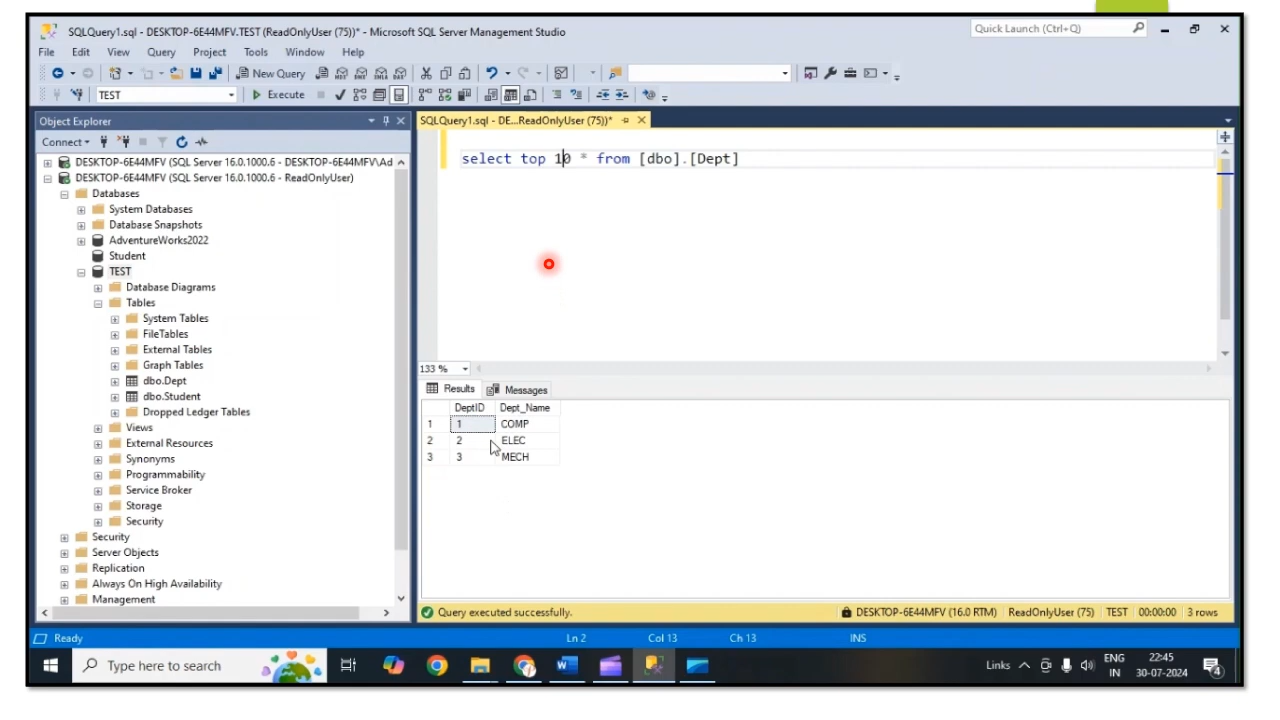 SQLQuery1.sql - DESKTOP-6E44MFV.TEST (ReadOnlyUser (75))* - Microsoft SQL Server Management Studio
Quick Launch (Ctrl+Q)
File Edit View Query Project Tools Window Help
New Query
TEST
Execute
Object Explorer
SQLQuery1.sql - DE...ReadOnlyUser (75))*
Connect
DESKTOP-6E44MFV (SQL Server 16.0.1000.6 - DESKTOP-6E44MFV\Ad
DESKTOP-6E44MFV (SQL Server 16.0.1000.6 - ReadOnlyUser)
Databases
System Databases
Database Snapshots
AdventureWorks2022
Student
TEST
Database Diagrams
Tables
System Tables
FileTables
External Tables
Graph Tables
dbo.Dept
dbo.Student
Dropped Ledger Tables
Views
External Resources
Synonyms
Programmability
Service Broker
Storage
Security
Security
Server Objects
Replication
Always On High Availability
Management
select top 10 * from [dbo].[Dept]
133 %
Results Messages
DeptID Dept_Name
1 1 COMP
2 2 ELEC
3 3 MECH
Query executed successfully.
DESKTOP-6E44MFV (16.0 RTM) ReadOnlyUser (75) TEST 00:00:00 3 rows
Ready Ln 2 Col 13 Ch 13 INS
Type here to search
Links
ENG
IN
22:45
30-07-2024
4